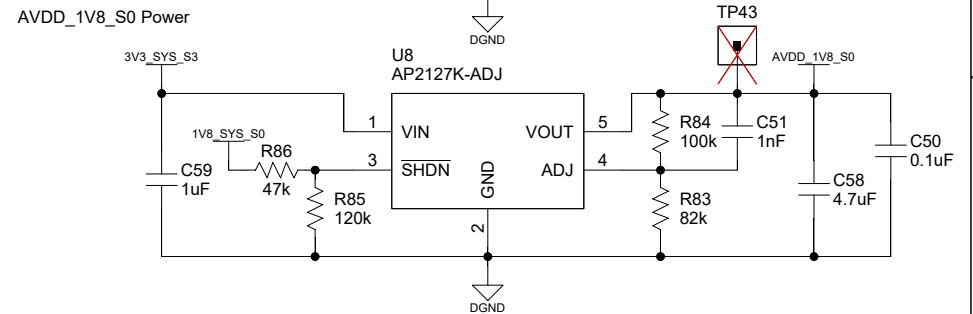 AVDD_1V8_S0 Power
DGND
TP43
3V3_SYS_S3
U8
AP2127K-ADJ
AVDD_1V8_S0
1 VIN
VOUT 5
R84
100k
C51
1nF
C50
0.1uF
1V8_SYS_S0
R86
47k
3 SHDN
ADJ 4
GND
C59
1uF
R85
120k
R83
82k
C58
4.7uF
2
DGND